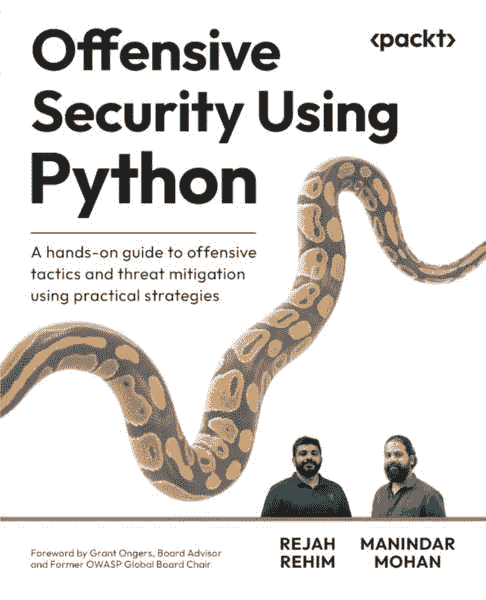 Offensive
Security Using
Python
<packt>
A hands-on guide to offensive
tactics and threat mitigation
using practical strategies
Foreword by Grant Ongers, Board Advisor
and Former OWASP Global Board Chair
REJAH
REHIM
MANINDAR
MOHAN